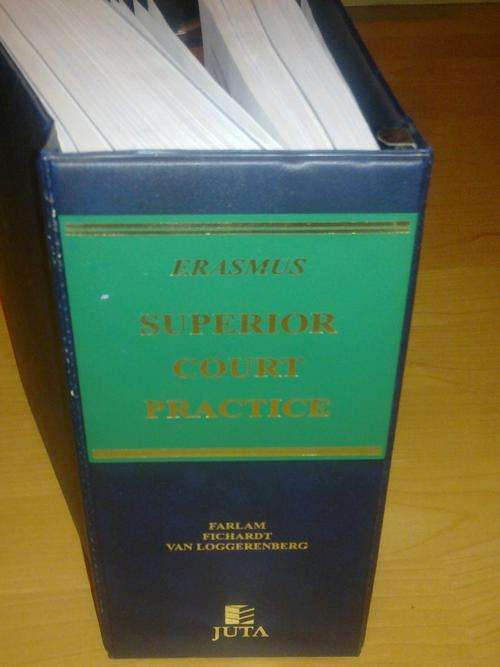 ERASMUS
SUPERIOR
COURT
PRACTICE
FARLAM
FICHARDT
VAN LOGGERENBERG
JUTA